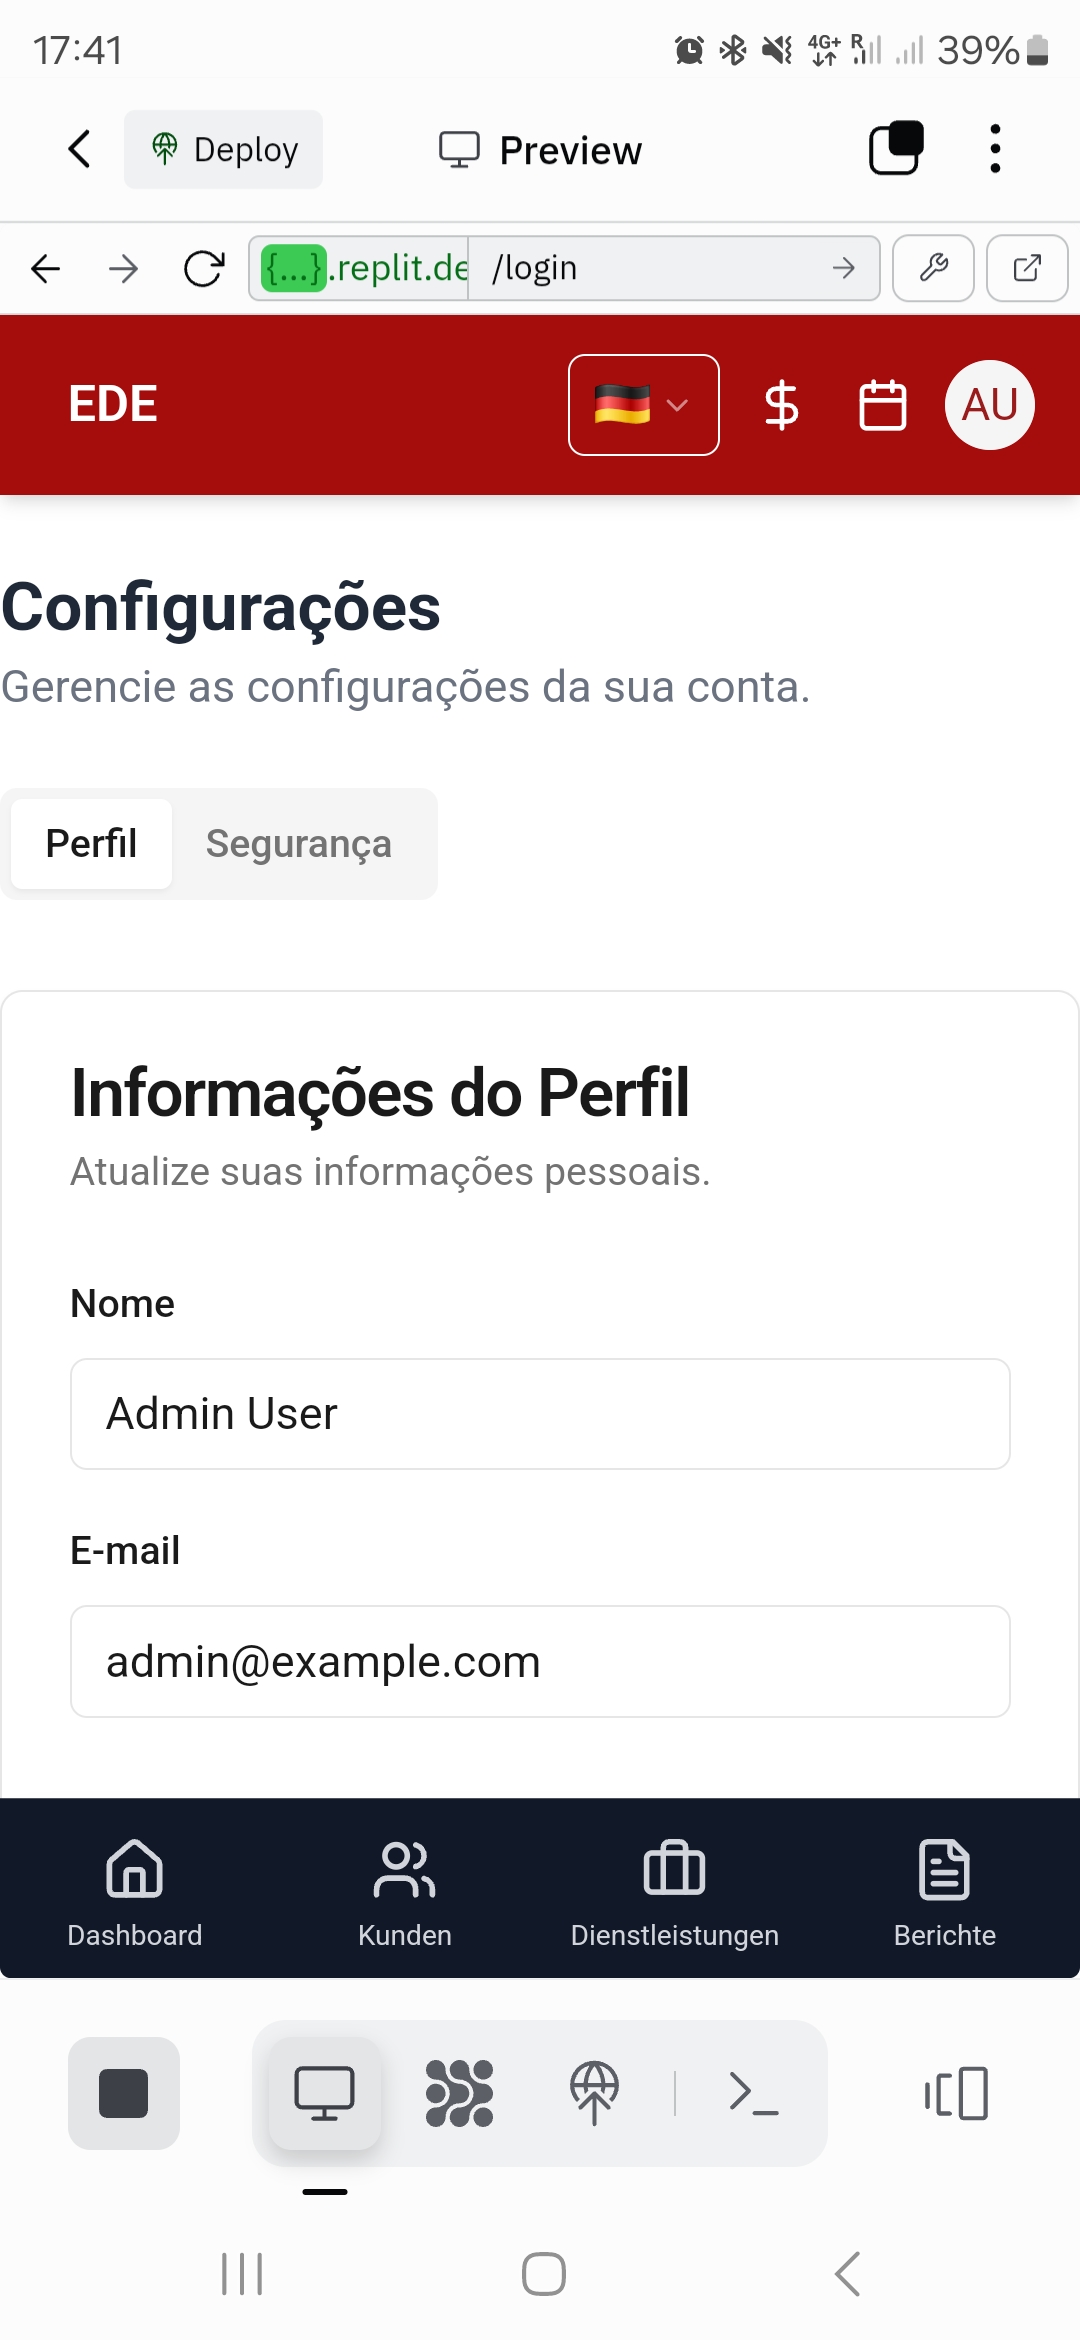 17:41 4G+ R 39%
Deploy Preview
{...}.replit.de /login
EDE AU
Configurações
Gerencie as configurações da sua conta.
Perfil Segurança
Informações do Perfil
Atualize suas informações pessoais.
Nome
Admin User
E-mail
admin@example.com
Dashboard Kunden Dienstleistungen Berichte